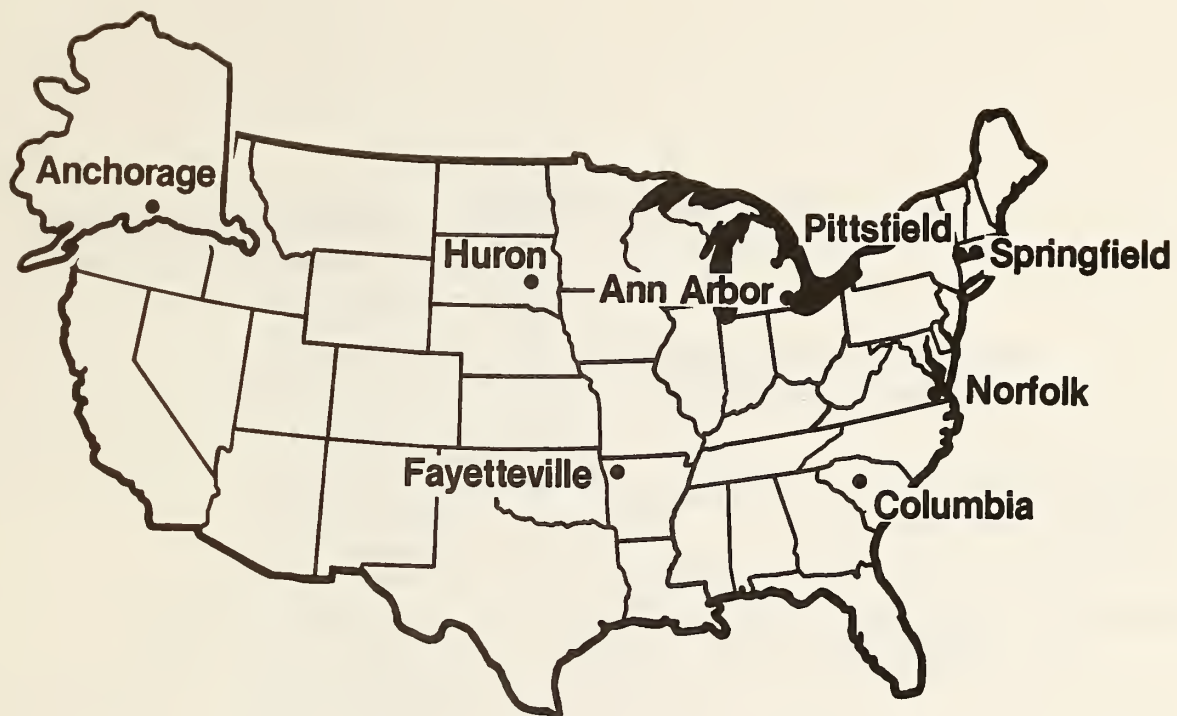 Anchorage
Pittsfield
Huron
Springfield
Ann Arbor
Norfolk
Fayetteville
Columbia